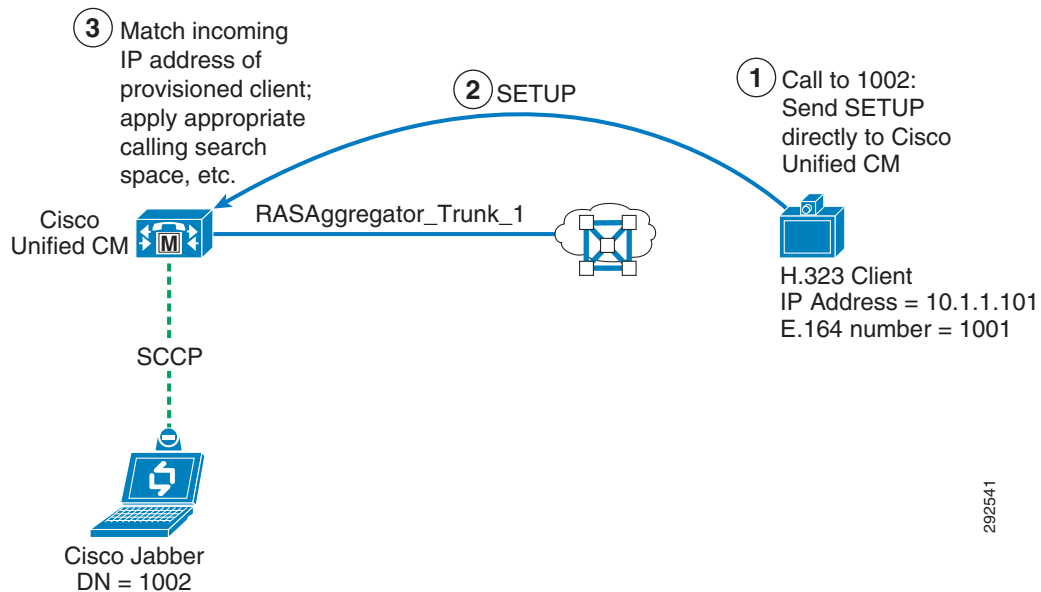 3
Match incoming
IP address of
provisioned client;
apply appropriate
calling search
space, etc.
2
SETUP
1
Call to 1002:
Send SETUP
directly to Cisco
Unified CM
Cisco
Unified CM
M
RASAggregator_Trunk_1
H.323 Client
IP Address = 10.1.1.101
E.164 number = 1001
SCCP
Cisco Jabber
DN = 1002
292541